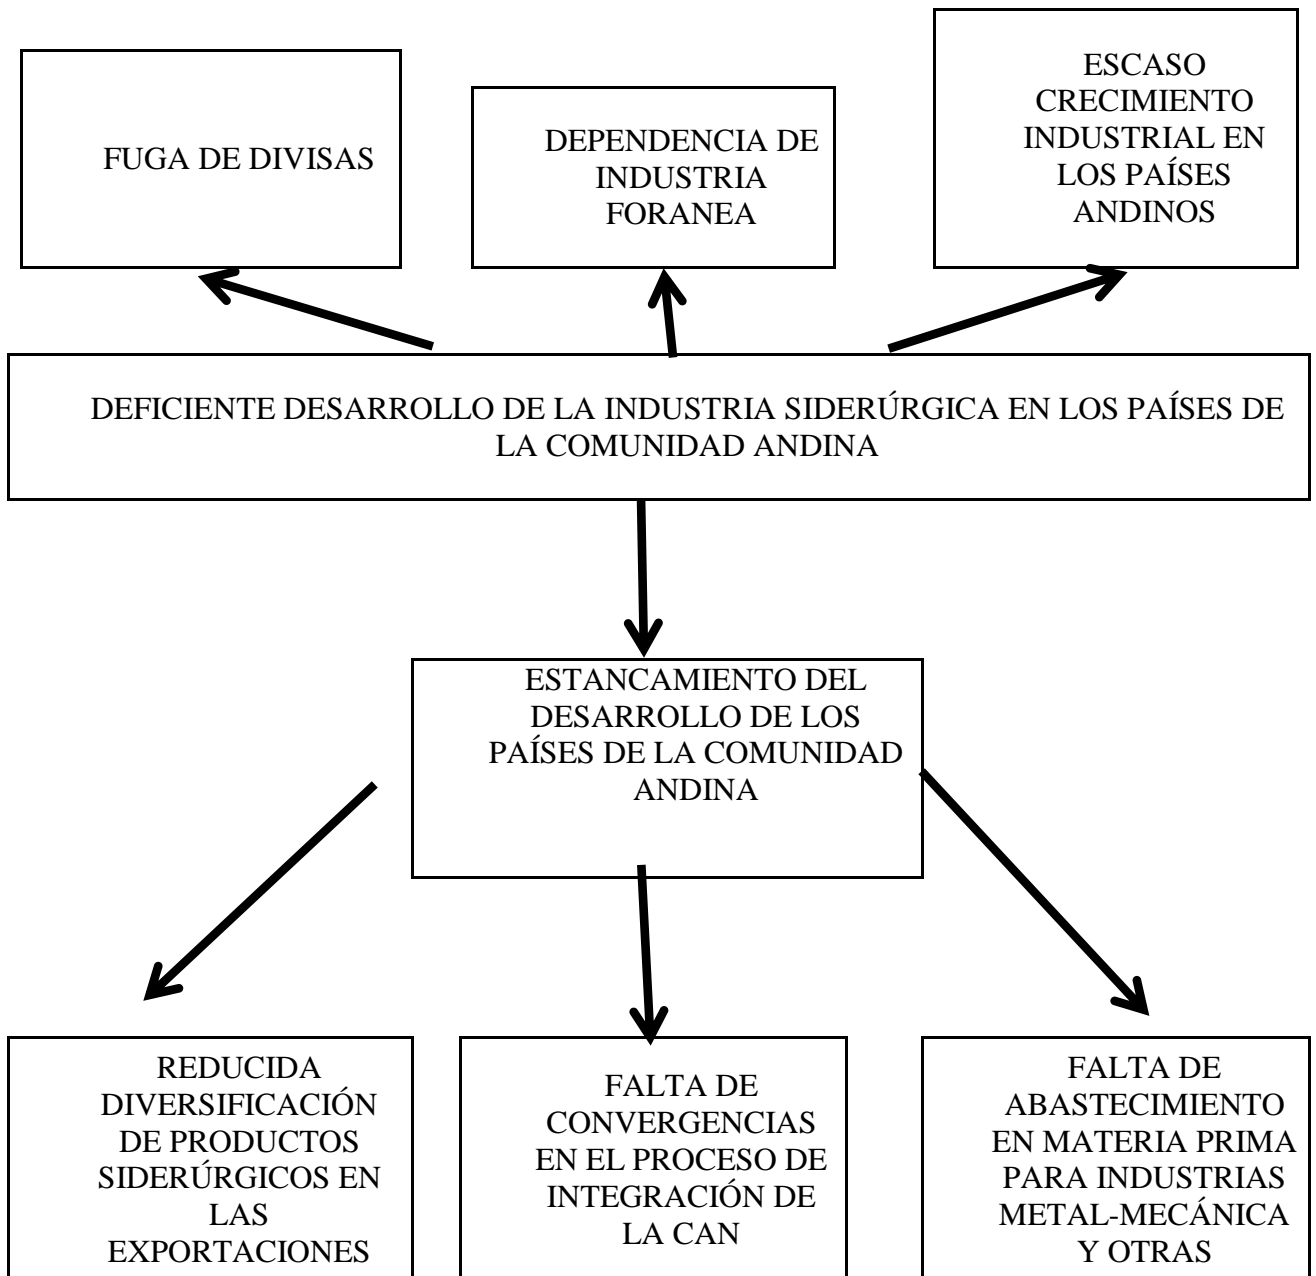 FUGA DE DIVISAS
DEPENDENCIA DE
INDUSTRIA
FORANEA
ESCASO
CRECIMIENTO
INDUSTRIAL EN
LOS PAÍSES
ANDINOS
DEFICIENTE DESARROLLO DE LA INDUSTRIA SIDERÚRGICA EN LOS PAÍSES DE
LA COMUNIDAD ANDINA
ESTANCAMIENTO DEL
DESARROLLO DE LOS
PAÍSES DE LA COMUNIDAD
ANDINA
REDUCIDA
DIVERSIFICACIÓN
DE PRODUCTOS
SIDERÚRGICOS EN
LAS
EXPORTACIONES
FALTA DE
CONVERGENCIAS
EN EL PROCESO DE
INTEGRACIÓN DE
LA CAN
FALTA DE
ABASTECIMIENTO
EN MATERIA PRIMA
PARA INDUSTRIAS
METAL-MECÁNICA
Y OTRAS